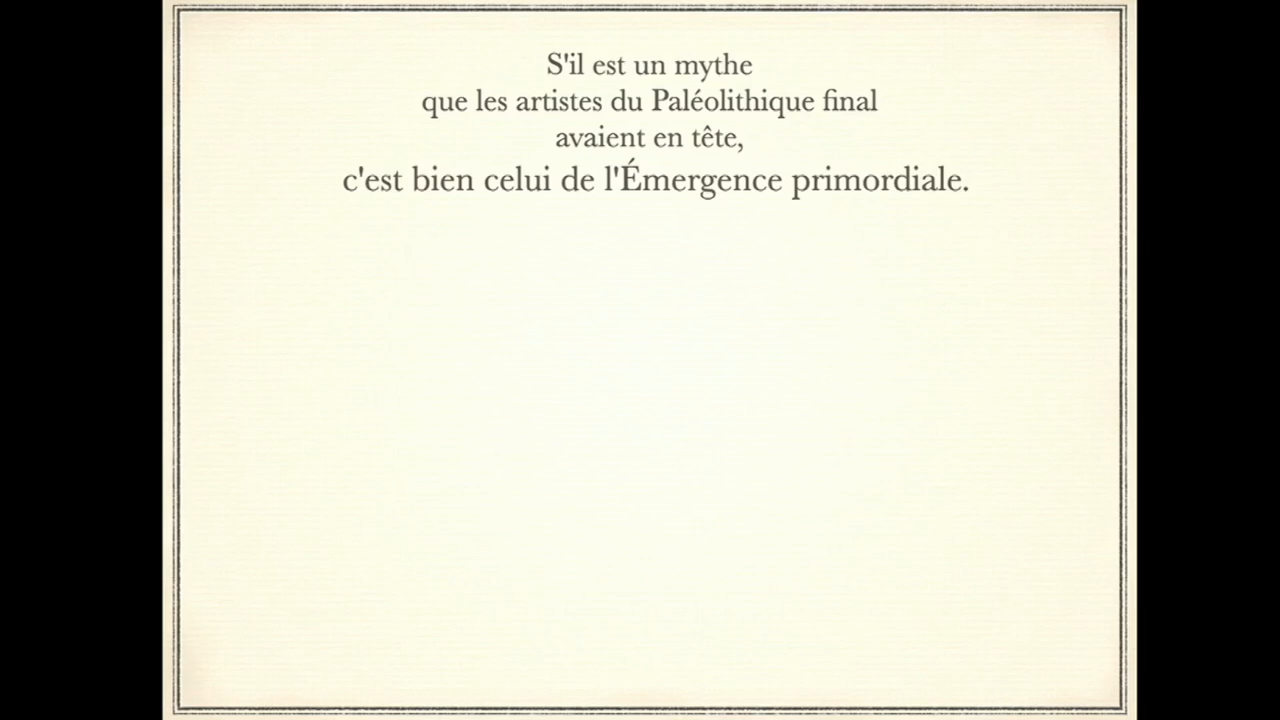 S'il est un mythe
que les artistes du Paléolithique final
avaient en tête,
c'est bien celui de l'Émergence primordiale.